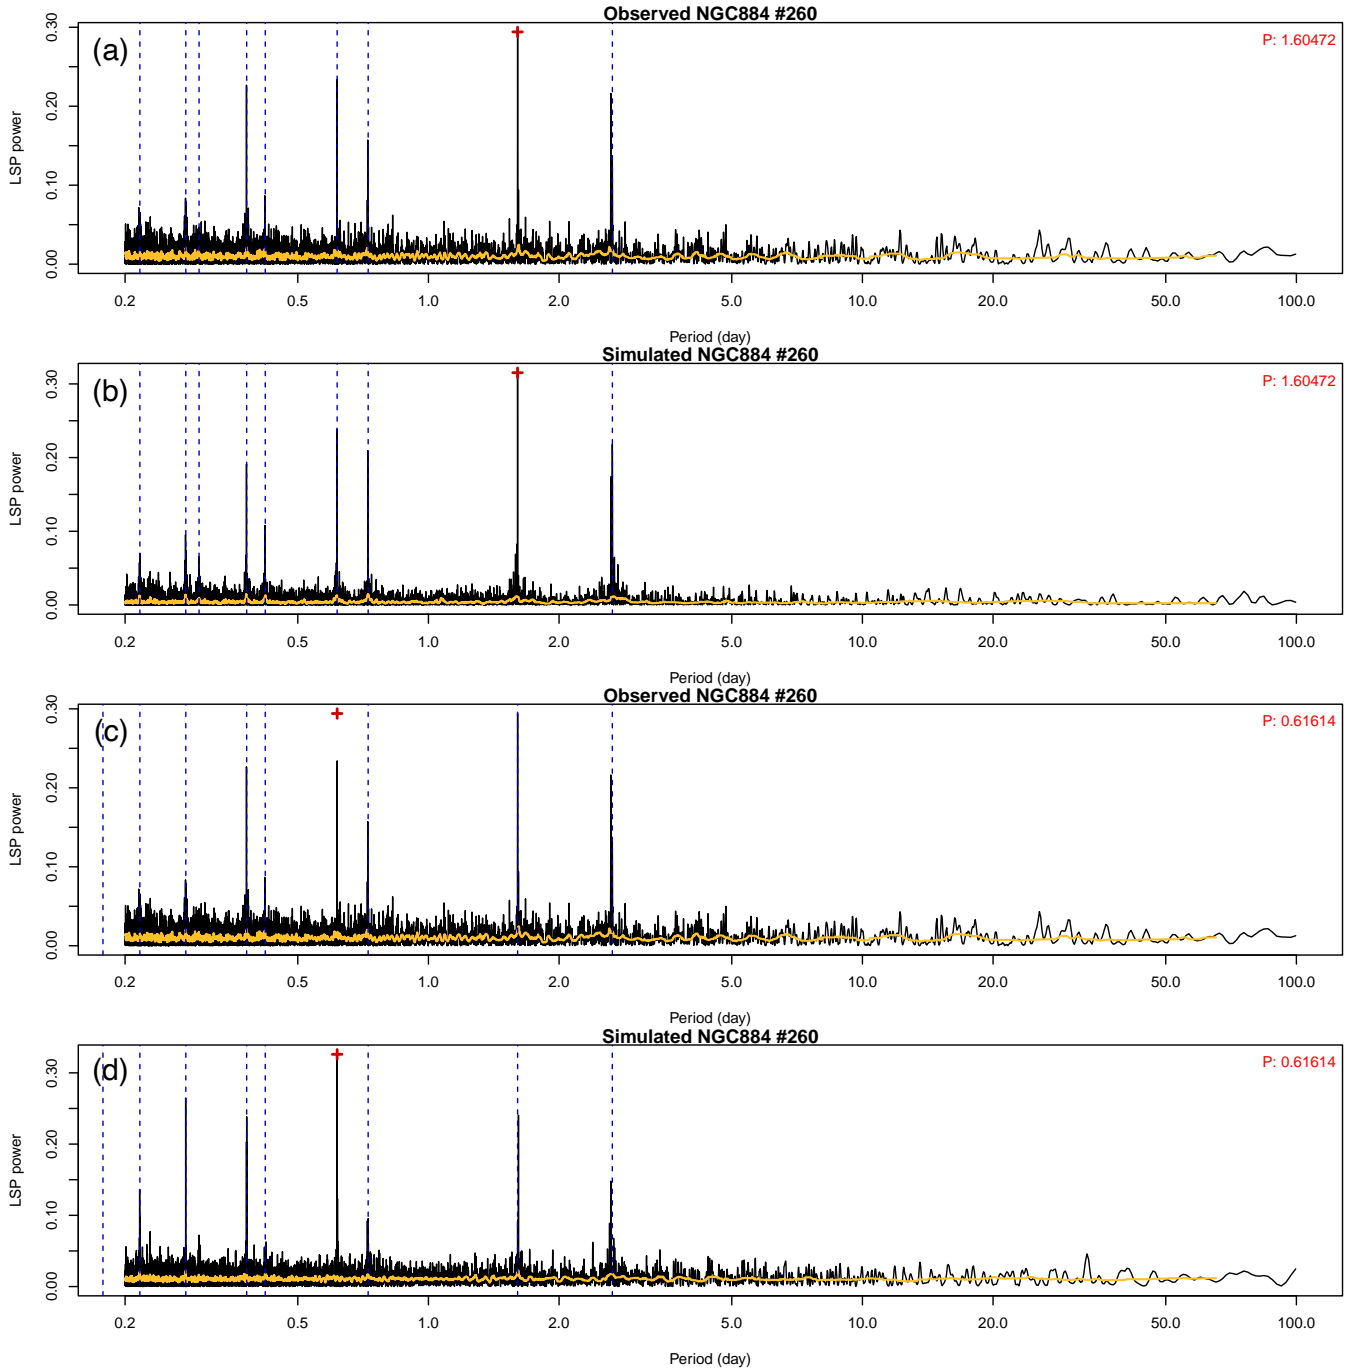 Observed NGC884 #260
(a)
P: 1.60472
LSP power
0.00 0.10 0.20 0.30
0.2 0.5 1.0 2.0 5.0 10.0 20.0 50.0 100.0
Period (day)
Simulated NGC884 #260
(b)
P: 1.60472
LSP power
0.00 0.10 0.20 0.30
0.2 0.5 1.0 2.0 5.0 10.0 20.0 50.0 100.0
Period (day)
Observed NGC884 #260
(c)
P: 0.61614
LSP power
0.00 0.10 0.20 0.30
0.2 0.5 1.0 2.0 5.0 10.0 20.0 50.0 100.0
Period (day)
Simulated NGC884 #260
(d)
P: 0.61614
LSP power
0.00 0.10 0.20 0.30
0.2 0.5 1.0 2.0 5.0 10.0 20.0 50.0 100.0
Period (day)